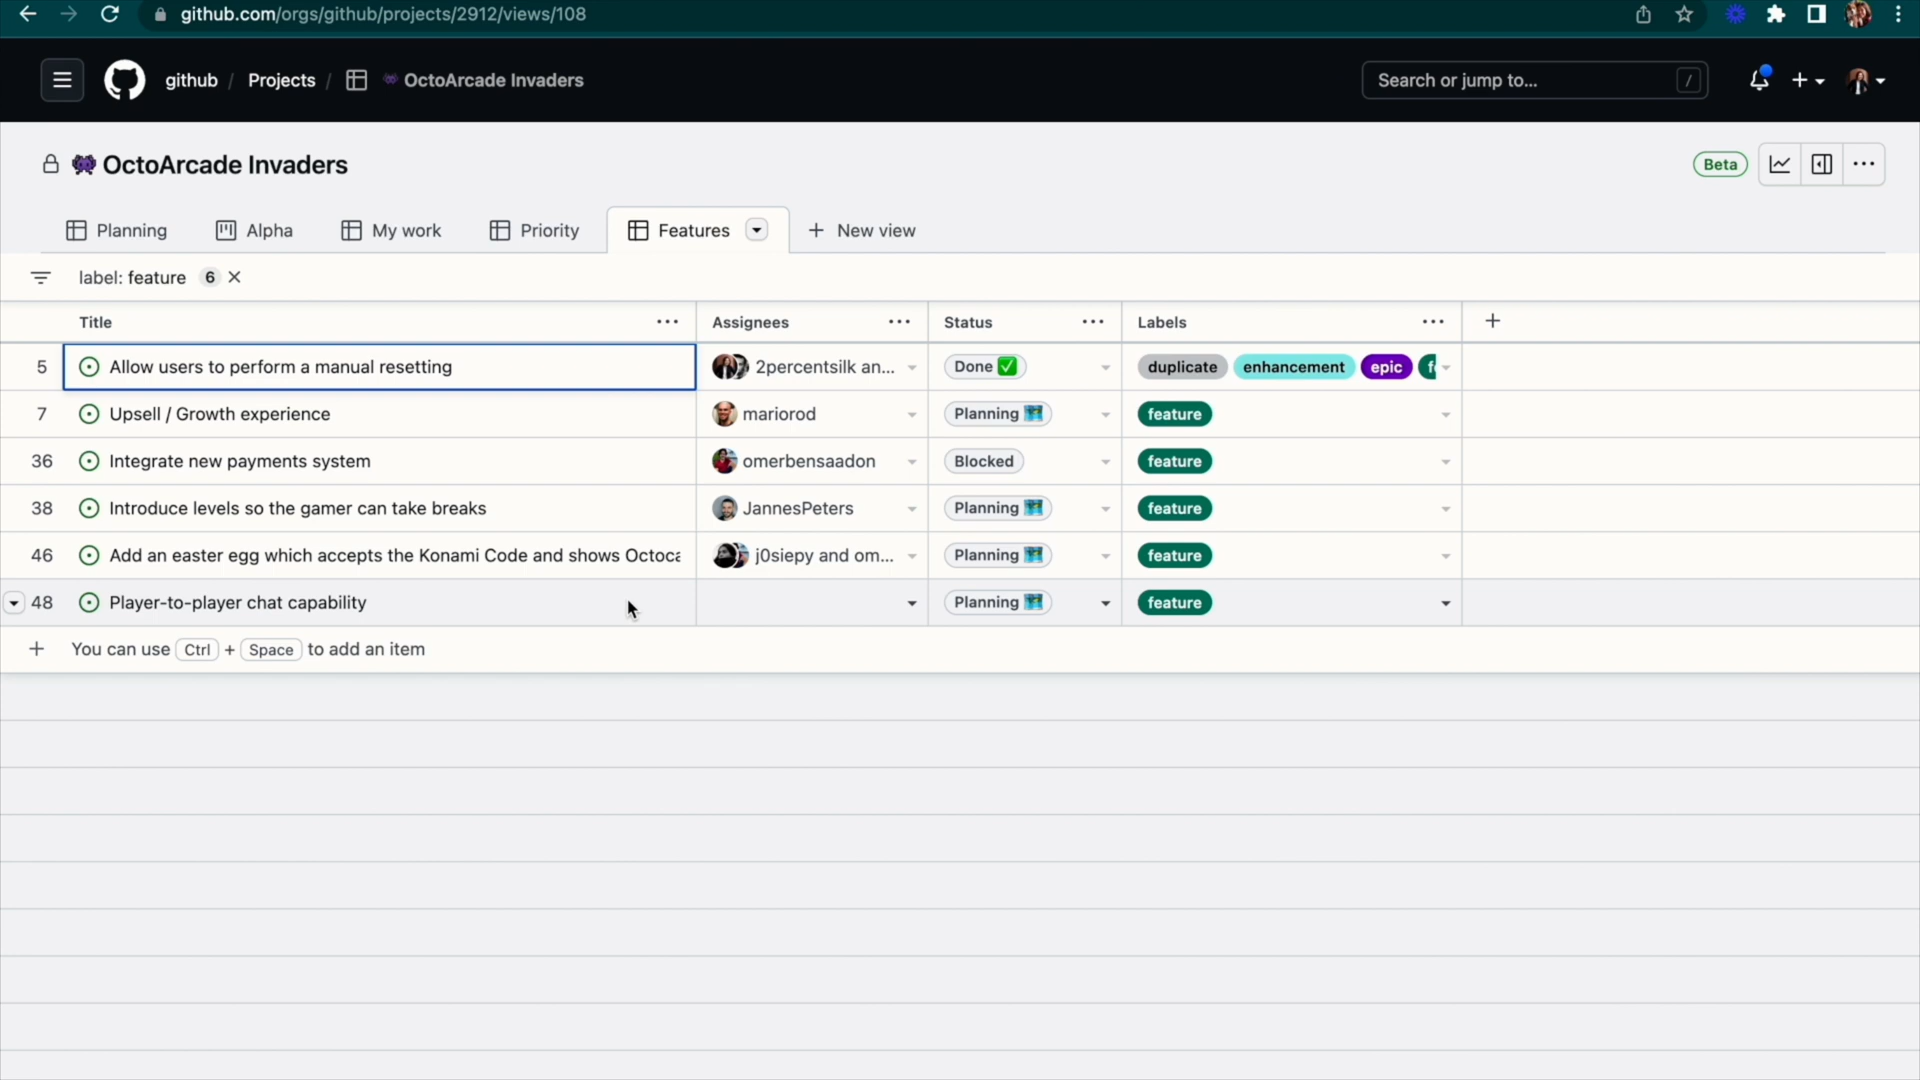 github.com/orgs/github/projects/2912/views/108
github / Projects / OctoArcade Invaders Search or jump to... /
OctoArcade Invaders Beta
Planning Alpha My work Priority Features New view
label: feature 6
Title Assignees Status Labels
5 Allow users to perform a manual resetting 2percentsilk an... Done duplicate enhancement epic
7 Upsell / Growth experience mariorod Planning feature
36 Integrate new payments system omerbensaadon Blocked feature
38 Introduce levels so the gamer can take breaks JannesPeters Planning feature
46 Add an easter egg which accepts the Konami Code and shows Octoca j0siepy and om... Planning feature
48 Player-to-player chat capability Planning feature
You can use Ctrl + Space to add an item